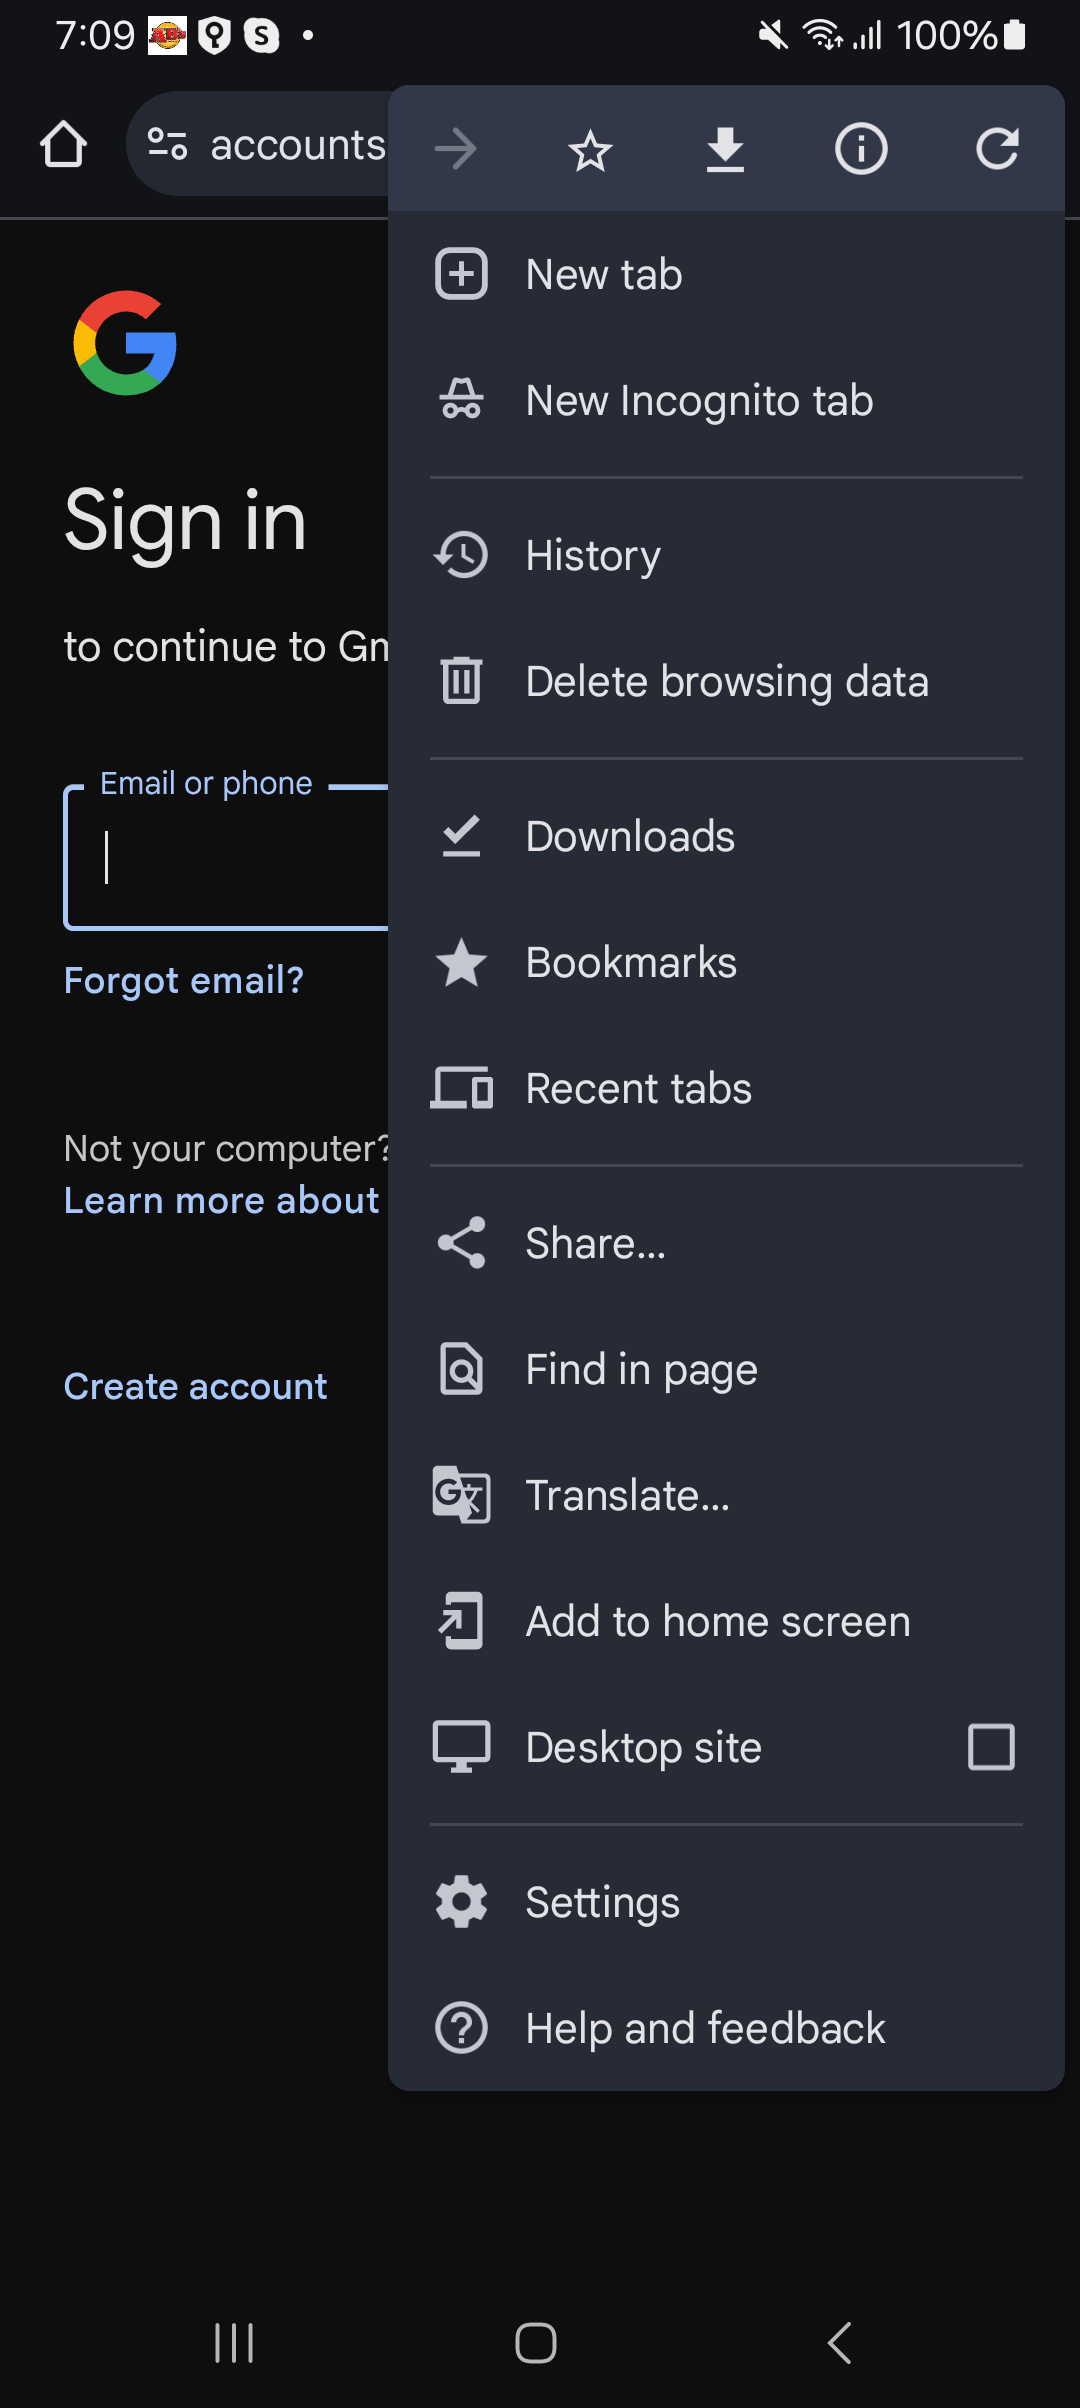 7:09
100%
accounts
New tab
New Incognito tab
Sign in
History
to continue to Gm
Delete browsing data
Email or phone
Downloads
Bookmarks
Forgot email?
Recent tabs
Not your computer?
Learn more about
Share...
Find in page
Create account
Translate...
Add to home screen
Desktop site
Settings
Help and feedback